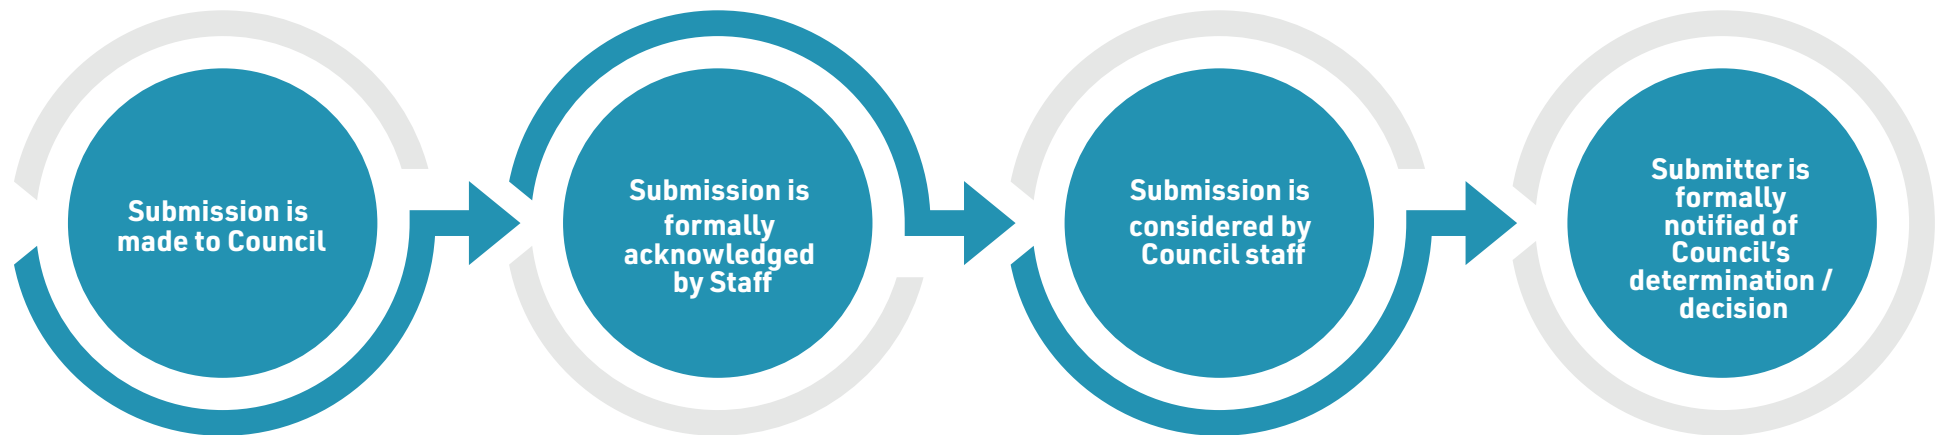 Submission is
made to Council
Submission is
formally
acknowledged
by Staff
Submission is
considered by
Council staff
Submitter is
formally
notified of
Council's
determination /
decision